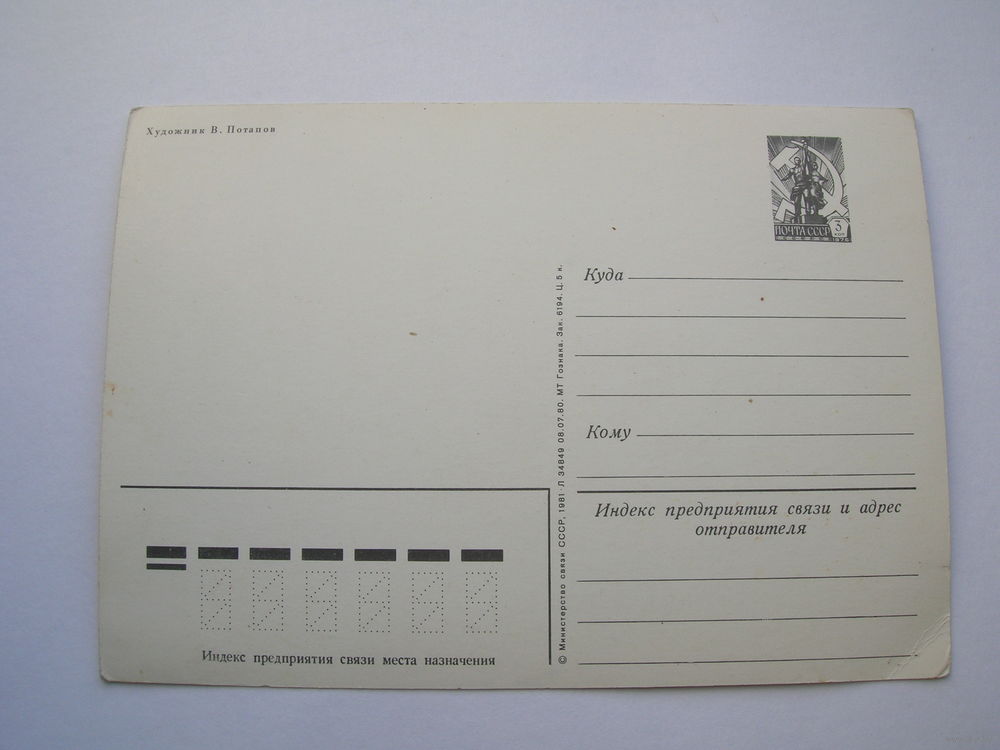 Художник В. Потапов
ПОЧТА СССР
3
КОП
1976
Куда
Кому
Индекс предприятия связи и адрес
отправителя
© Министерство связи СССР, 1981 Л 34849 08.07.80. МТ Гознака. Зак. 6194. Ц. 5 к.
Индекс предприятия связи места назначения